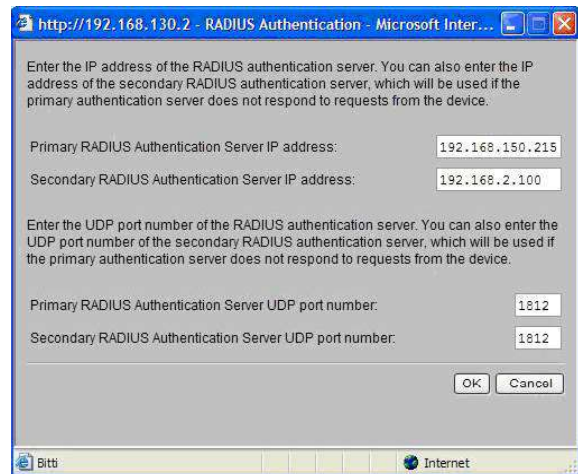 http://192.168.130.2 - RADIUS Authentication - Microsoft Inter...
Enter the IP address of the RADIUS authentication server. You can also enter the IP
address of the secondary RADIUS authentication server, which will be used if the
primary authentication server does not respond to requests from the device.
Primary RADIUS Authentication Server IP address: 192.168.150.215
Secondary RADIUS Authentication Server IP address: 192.168.2.100
Enter the UDP port number of the RADIUS authentication server. You can also enter the
UDP port number of the secondary RADIUS authentication server, which will be used if
the primary authentication server does not respond to requests from the device.
Primary RADIUS Authentication Server UDP port number: 1812
Secondary RADIUS Authentication Server UDP port number: 1812
OK Cancel
Bitti Internet